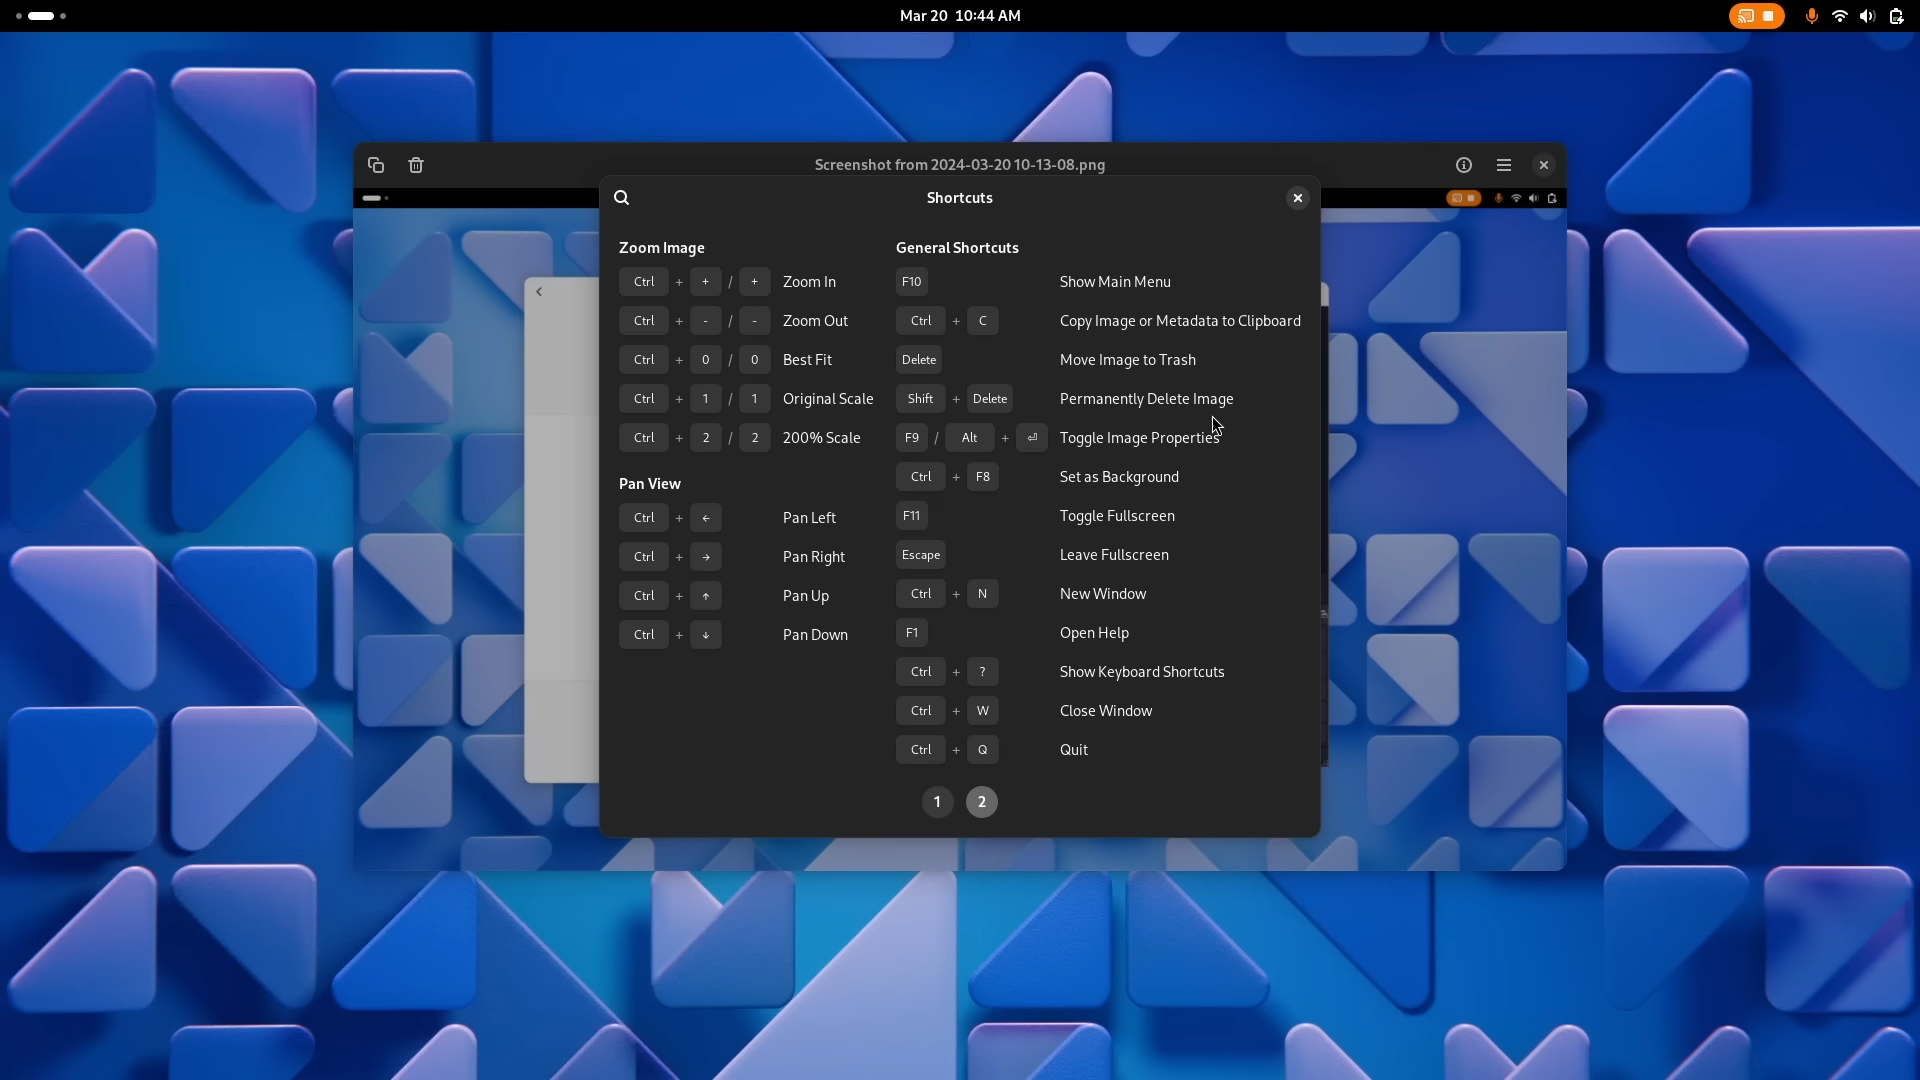 Mar 20 10:44 AM
Screenshot from 2024-03-20 10-13-08.png
Shortcuts
Zoom Image
Ctrl + + / + Zoom In
Ctrl + - / - Zoom Out
Ctrl + 0 / 0 Best Fit
Ctrl + 1 / 1 Original Scale
Ctrl + 2 / 2 200% Scale
Pan View
Ctrl + ← Pan Left
Ctrl + → Pan Right
Ctrl + ↑ Pan Up
Ctrl + ↓ Pan Down
General Shortcuts
F10 Show Main Menu
Ctrl + C Copy Image or Metadata to Clipboard
Delete Move Image to Trash
Shift + Delete Permanently Delete Image
F9 / Alt + ⏎ Toggle Image Properties
Ctrl + F8 Set as Background
F11 Toggle Fullscreen
Escape Leave Fullscreen
Ctrl + N New Window
F1 Open Help
Ctrl + ? Show Keyboard Shortcuts
Ctrl + W Close Window
Ctrl + Q Quit
1 2